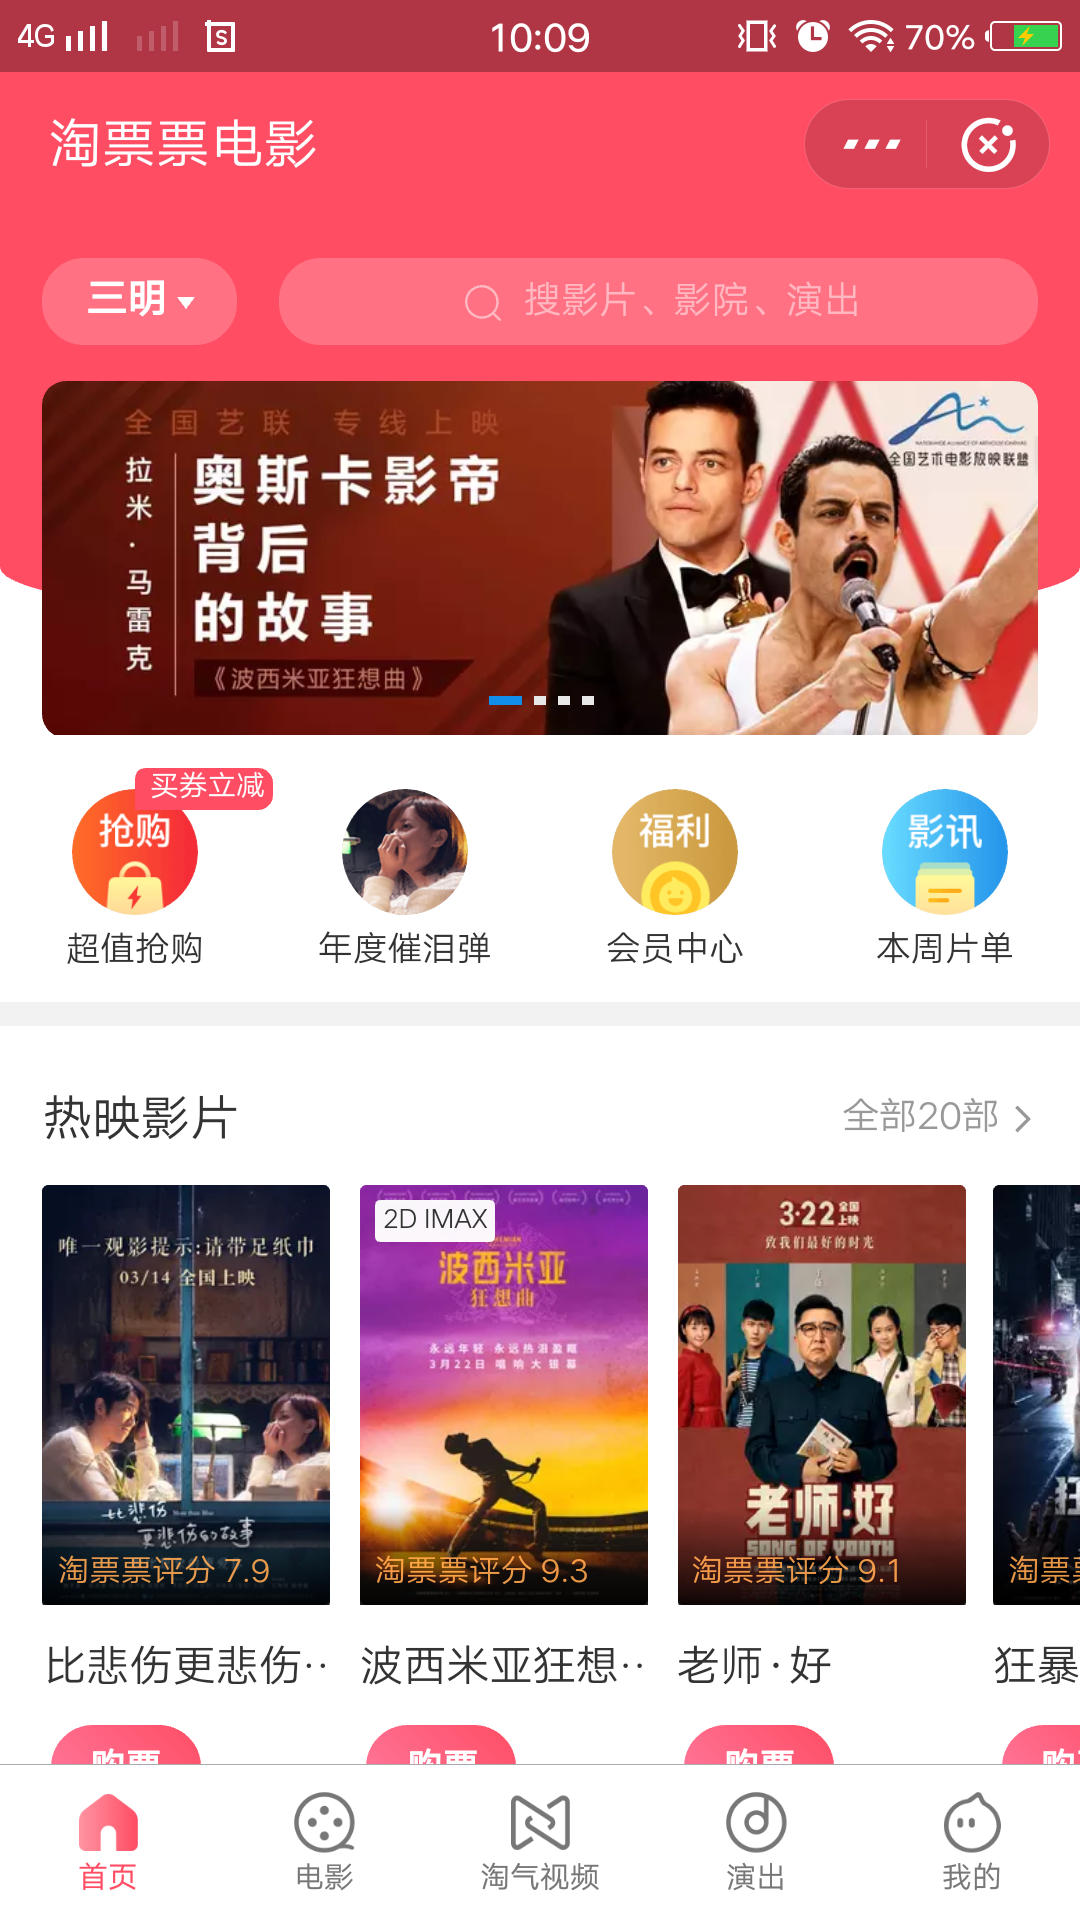 4G
10:09
70%
淘票票电影
三明
搜影片、影院、演出
全国艺联 专线上映
拉米·马雷克
奥斯卡影帝
背后
的故事
《波西米亚狂想曲》
全国艺术电影放映联盟
买券立减
抢购
福利
影讯
超值抢购
年度催泪弹
会员中心
本周片单
热映影片
全部20部
唯一观影提示:请带足纸巾
03/14 全国上映
比悲伤
更悲伤的故事
淘票票评分 7.9
2D IMAX
波西米亚
狂想曲
永远年轻 永远热泪盈眶
3月22日 唱响大银幕
淘票票评分 9.3
3·22全国上映
致我们最好的时光
老师·好
SONG OF YOUTH
淘票票评分 9.1
狂
淘票票
比悲伤更悲伤··
波西米亚狂想··
老师·好
狂暴
购票
购票
购票
购票
首页
电影
淘气视频
演出
我的